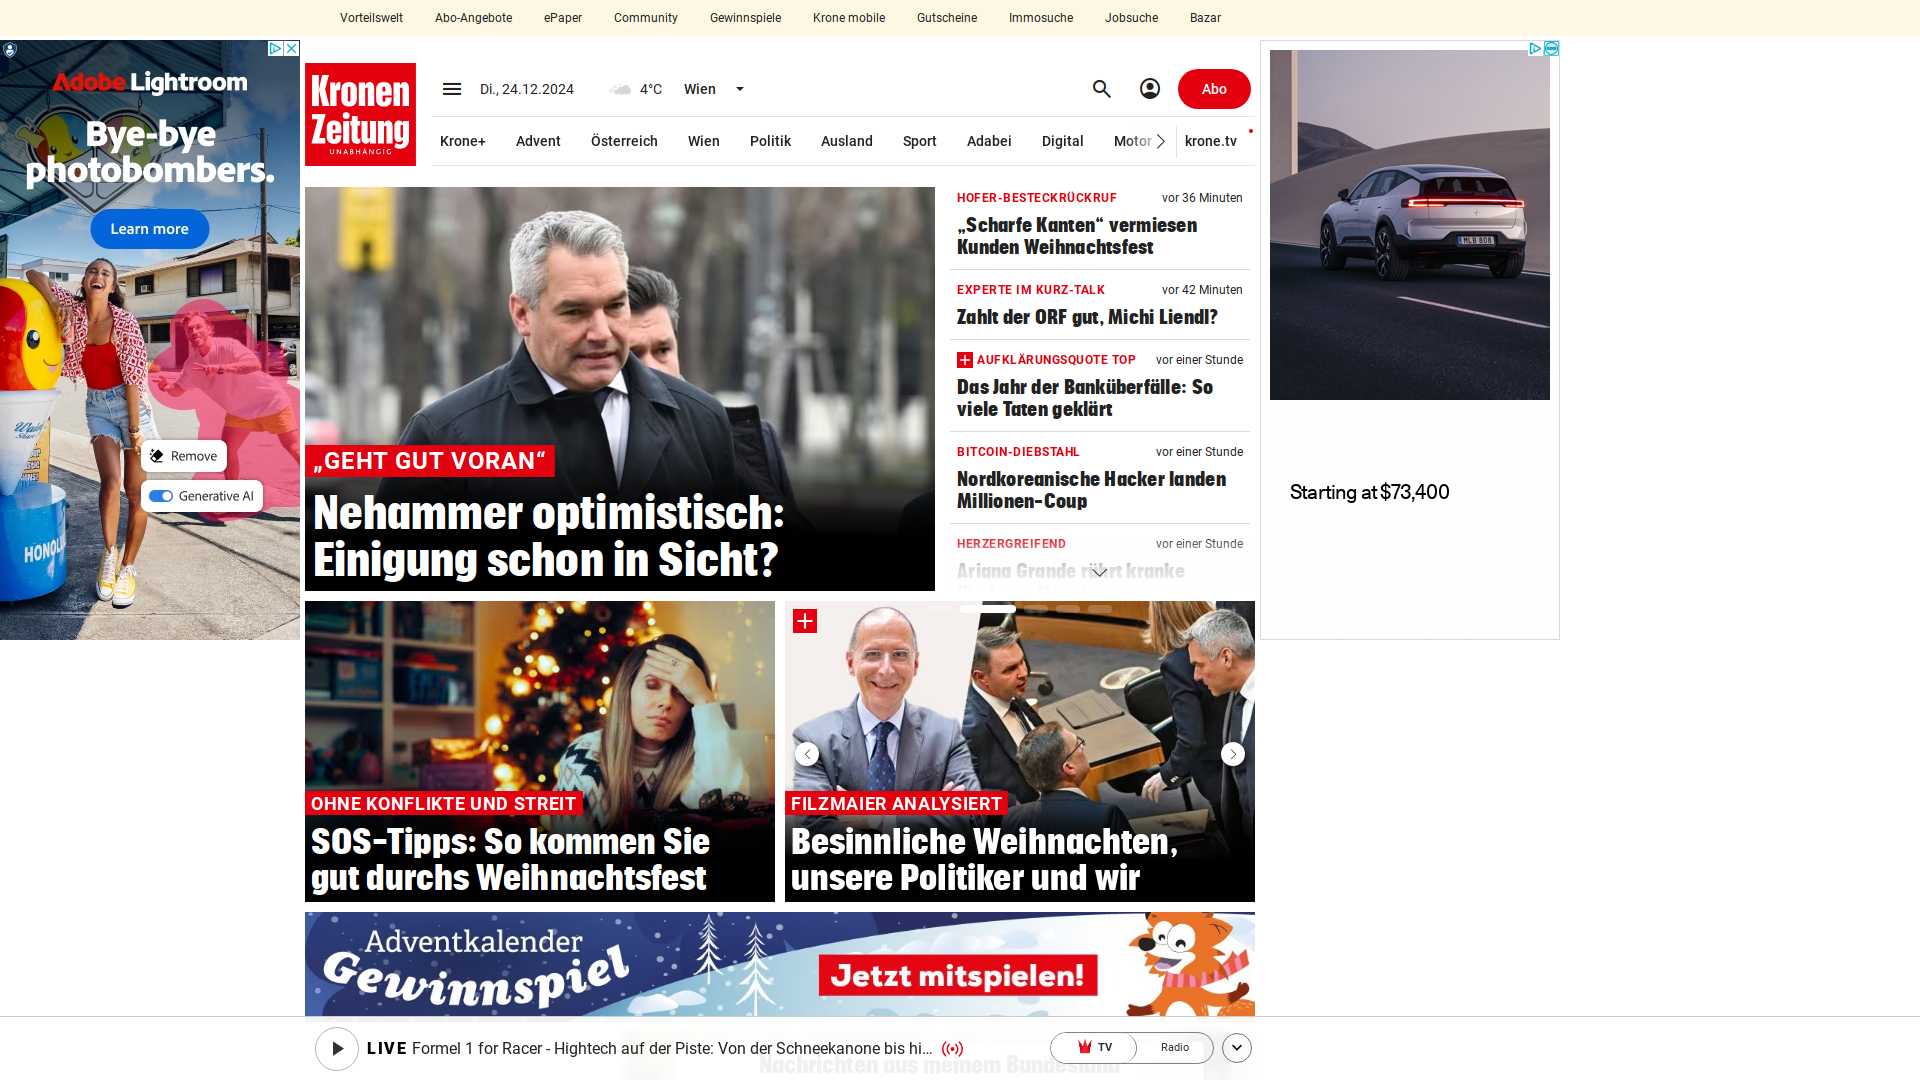 Vorteilswelt Abo-Angebote ePaper Community Gewinnspiele Krone mobile Gutscheine Immosuche Jobsuche Bazar
Adobe Lightroom
Bye-bye
photobombers.
Learn more
Remove
Generative AI
HONOL
Kronen
Zeitung
UNABHÄNGIG
Di., 24.12.2024 4°C Wien Abo
Krone+ Advent Österreich Wien Politik Ausland Sport Adabei Digital Motor krone.tv
„GEHT GUT VORAN“
Nehammer optimistisch:
Einigung schon in Sicht?
HOFER-BESTECKRÜCKRUF vor 36 Minuten
„Scharfe Kanten“ vermiesen
Kunden Weihnachtsfest
EXPERTE IM KURZ-TALK vor 42 Minuten
Zahlt der ORF gut, Michi Liendl?
AUFKLÄRUNGSQUOTE TOP vor einer Stunde
Das Jahr der Banküberfälle: So
viele Taten geklärt
BITCOIN-DIEBSTAHL vor einer Stunde
Nordkoreanische Hacker landen
Millionen-Coup
HERZERGREIFEND vor einer Stunde
Ariana Grande rührt kranke
Starting at $73,400
OHNE KONFLIKTE UND STREIT
SOS-Tipps: So kommen Sie
gut durchs Weihnachtsfest
FILZMAIER ANALYSIERT
Besinnliche Weihnachten,
unsere Politiker und wir
Adventkalender
Gewinnspiel
Jetzt mitspielen!
LIVE Formel 1 for Racer - Hightech auf der Piste: Von der Schneekanone bis hi... TV Radio
Nachrichten aus meinem Bundesland